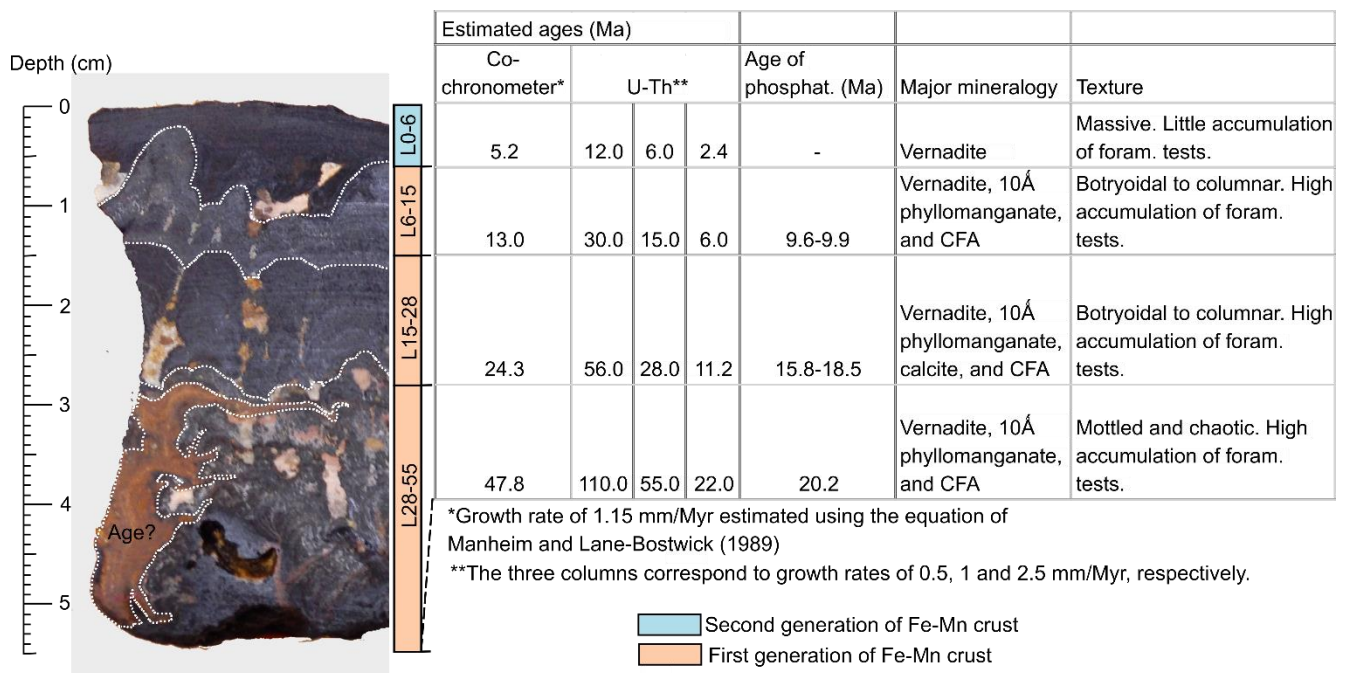 Depth (cm)
0
1
2
3
4
5
Age?
L0-6
L6-15
L15-28
L28-55
Estimated ages (Ma)
Co-
chronometer*
U-Th**
Age of
phosphat. (Ma)
Major mineralogy
Texture
5.2
12.0
6.0
2.4
-
Vernadite
Massive. Little accumulation
of foram. tests.
13.0
30.0
15.0
6.0
9.6-9.9
Vernadite, 10Å
phyllomanganate,
and CFA
Botryoidal to columnar. High
accumulation of foram.
tests.
24.3
56.0
28.0
11.2
15.8-18.5
Vernadite, 10Å
phyllomanganate,
calcite, and CFA
Botryoidal to columnar. High
accumulation of foram.
tests.
47.8
110.0
55.0
22.0
20.2
Vernadite, 10Å
phyllomanganate,
and CFA
Mottled and chaotic. High
accumulation of foram.
tests.
*Growth rate of 1.15 mm/Myr estimated using the equation of
Manheim and Lane-Bostwick (1989)
**The three columns correspond to growth rates of 0.5, 1 and 2.5 mm/Myr, respectively.
Second generation of Fe-Mn crust
First generation of Fe-Mn crust